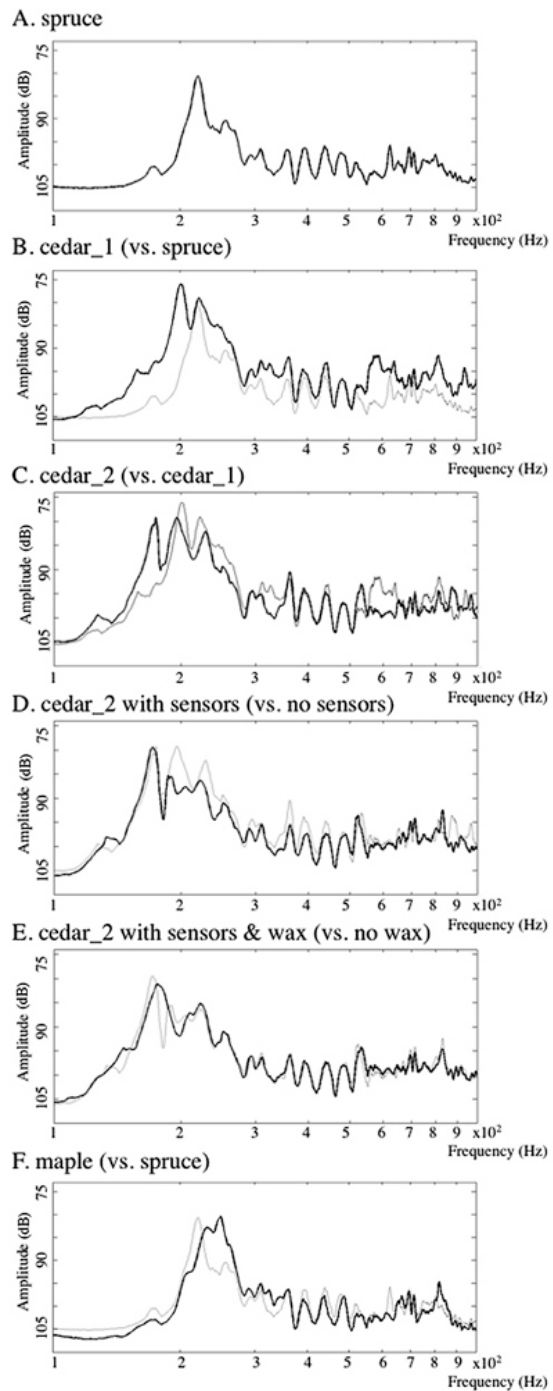 A. spruce
Amplitude (dB)
75
90
105
1 2 3 4 5 6 7 8 9 x10²
Frequency (Hz)
B. cedar_1 (vs. spruce)
Amplitude (dB)
75
90
105
1 2 3 4 5 6 7 8 9 x10²
Frequency (Hz)
C. cedar_2 (vs. cedar_1)
Amplitude (dB)
75
90
105
1 2 3 4 5 6 7 8 9 x10²
Frequency (Hz)
D. cedar_2 with sensors (vs. no sensors)
Amplitude (dB)
75
90
105
1 2 3 4 5 6 7 8 9 x10²
Frequency (Hz)
E. cedar_2 with sensors & wax (vs. no wax)
Amplitude (dB)
75
90
105
1 2 3 4 5 6 7 8 9 x10²
Frequency (Hz)
F. maple (vs. spruce)
Amplitude (dB)
75
90
105
1 2 3 4 5 6 7 8 9 x10²
Frequency (Hz)